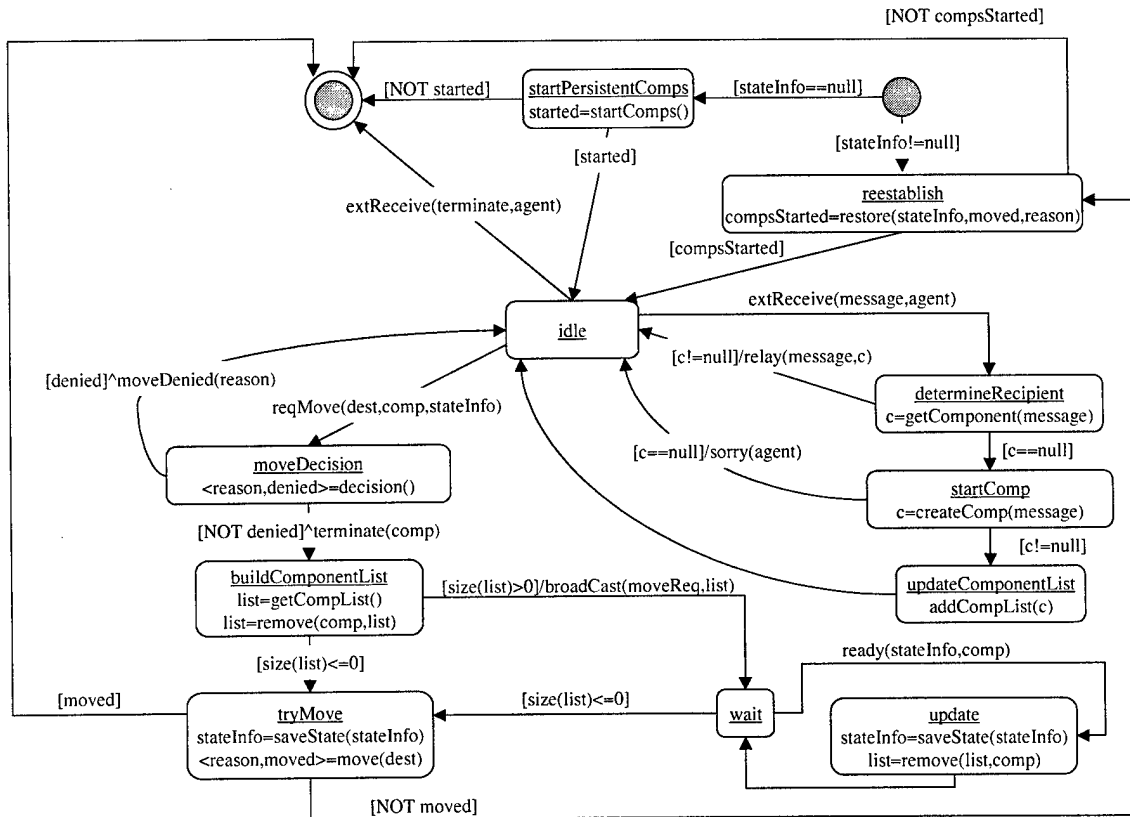 [NOT compsStarted]
startPersistentComps
started=startComps()
[NOT started]
[stateInfo==null]
[stateInfo!=null]
[started]
reestablish
compsStarted=restore(stateInfo,moved,reason)
extReceive(terminate,agent)
[compsStarted]
extReceive(message,agent)
idle
[c!=null]/relay(message,c)
[denied]^moveDenied(reason)
determineRecipient
c=getComponent(message)
reqMove(dest,comp,stateInfo)
[c==null]/sorry(agent)
[c==null]
moveDecision
<reason,denied>=decision()
startComp
c=createComp(message)
[NOT denied]^terminate(comp)
[c!=null]
buildComponentList
list=getCompList()
list=remove(comp,list)
[size(list)>0]/broadCast(moveReq,list)
updateComponentList
addCompList(c)
ready(stateInfo,comp)
[size(list)<=0]
[moved]
[size(list)<=0]
tryMove
stateInfo=saveState(stateInfo)
<reason,moved>=move(dest)
wait
update
stateInfo=saveState(stateInfo)
list=remove(list,comp)
[NOT moved]